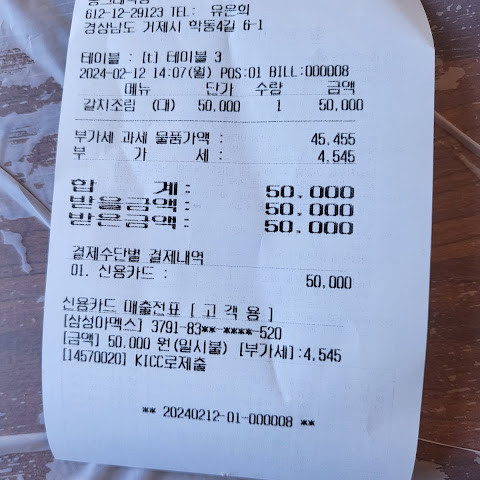 612-12-29123 TEL: 유은희
경상남도 거제시 학동4길 6-1
테이블 : [t] 테이블 3
2024-02-12 14:07(월) POS:01 BILL:000008
메뉴 단가 수량 금액
갈치조림 (대) 50,000 1 50,000
부가세 과세 물품가액 : 45,455
부 가 세 : 4,545
합 계 : 50,000
받을금액 : 50,000
받은금액 : 50,000
결제수단별 결제내역
01. 신용카드 : 50,000
신용카드 매출전표 [ 고 객 용 ]
[삼성아멕스] 3791-83**-****-520
[금액] 50,000 원(일시불) [부가세]:4,545
[14570020] KICC로제출
** 20240212-01-000008 **